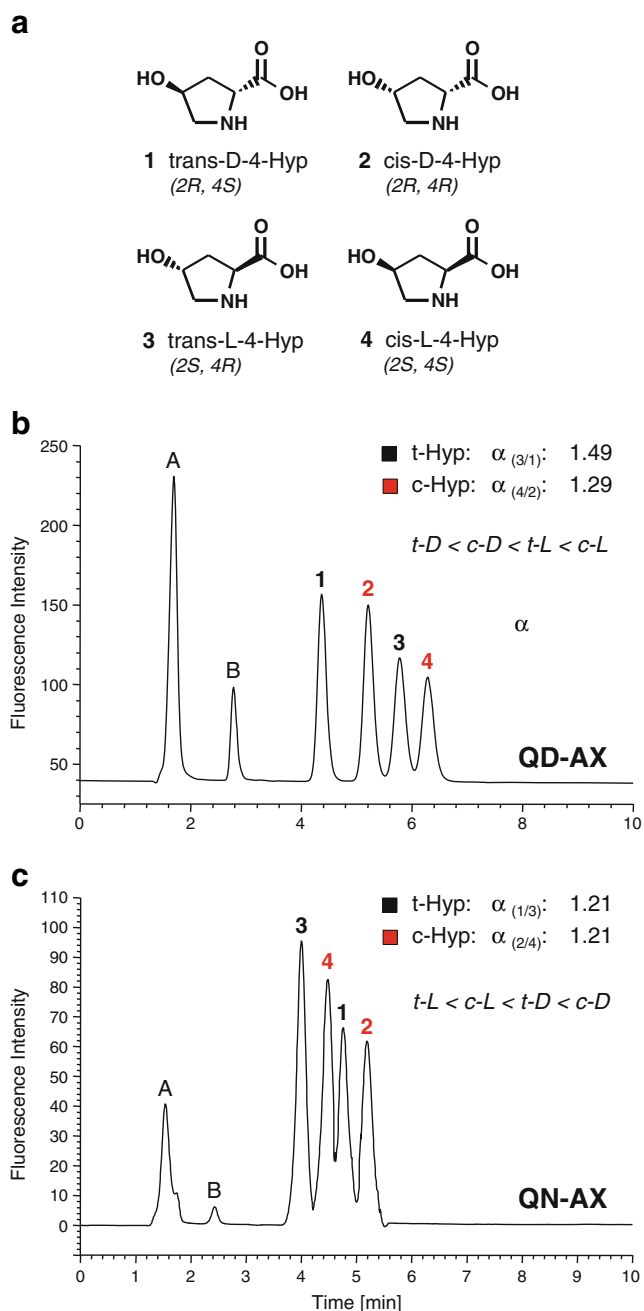 a
HO O OH NH
HO O OH NH
1 trans-D-4-Hyp 2 cis-D-4-Hyp
(2R, 4S) (2R, 4R)
HO O OH NH
HO O OH NH
3 trans-L-4-Hyp 4 cis-L-4-Hyp
(2S, 4R) (2S, 4S)
b
Fluorescence Intensity
250
200
150
100
50
0 2 4 6 8 10
A
B
1
2
3
4
t-Hyp: α (3/1): 1.49
c-Hyp: α (4/2): 1.29
t-D < c-D < t-L < c-L
α
QD-AX
c
Fluorescence Intensity
110
100
90
80
70
60
50
40
30
20
10
0
0 1 2 3 4 5 6 7 8 9 10
Time [min]
A
B
3
4
1
2
t-Hyp: α (1/3): 1.21
c-Hyp: α (2/4): 1.21
t-L < c-L < t-D < c-D
QN-AX